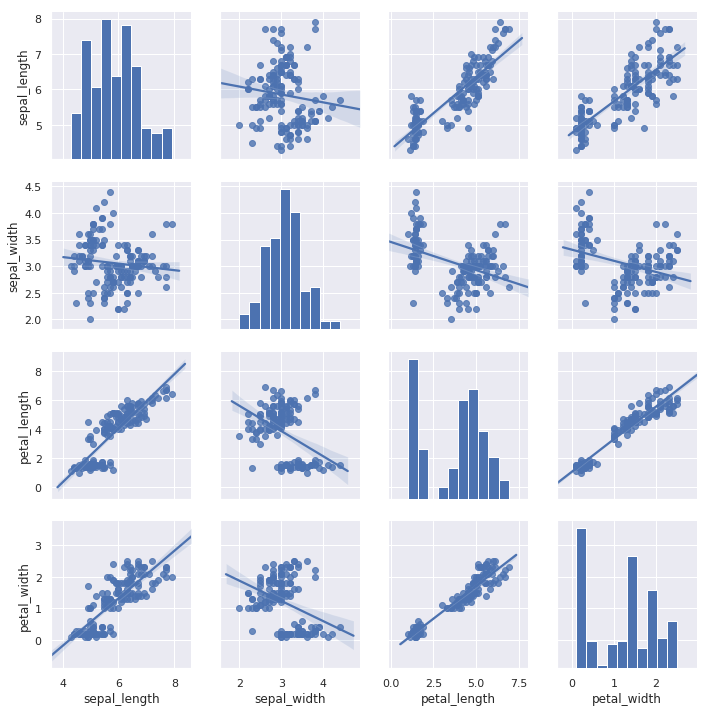 sepal_length
8
7
6
5
sepal_width
4.5
4.0
3.5
3.0
2.5
2.0
petal_length
8
6
4
2
0
petal_width
3
2
1
0
4 6 8
2 3 4
0.0 2.5 5.0 7.5
0 1 2
sepal_length
sepal_width
petal_length
petal_width